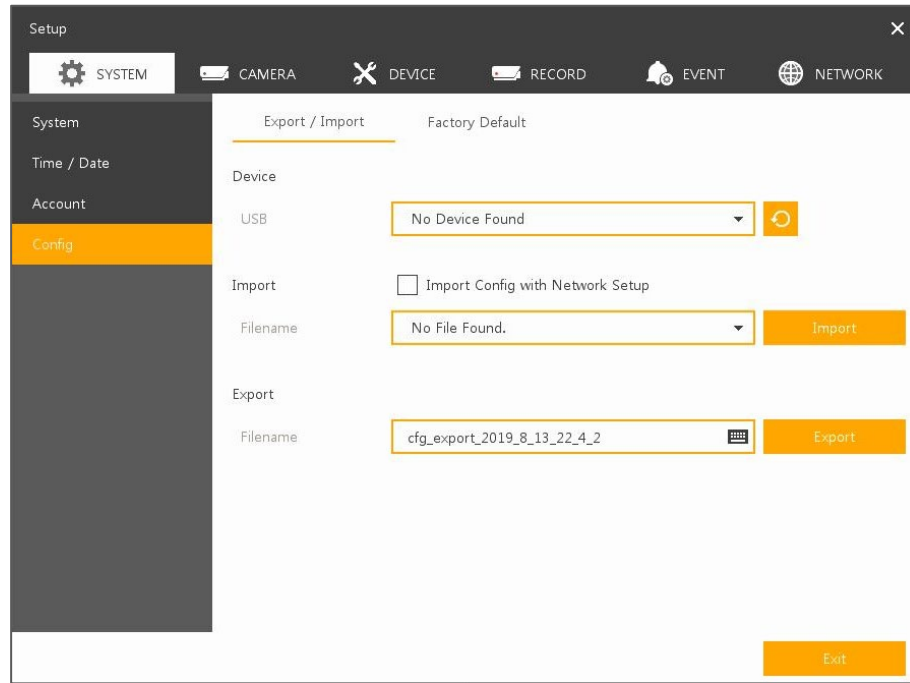 Setup
SYSTEM CAMERA DEVICE RECORD EVENT NETWORK
System
Time / Date
Account
Config
Export / Import Factory Default
Device
USB No Device Found
Import Import Config with Network Setup
Filename No File Found. Import
Export
Filename cfg_export_2019_8_13_22_4_2 Export
Exit